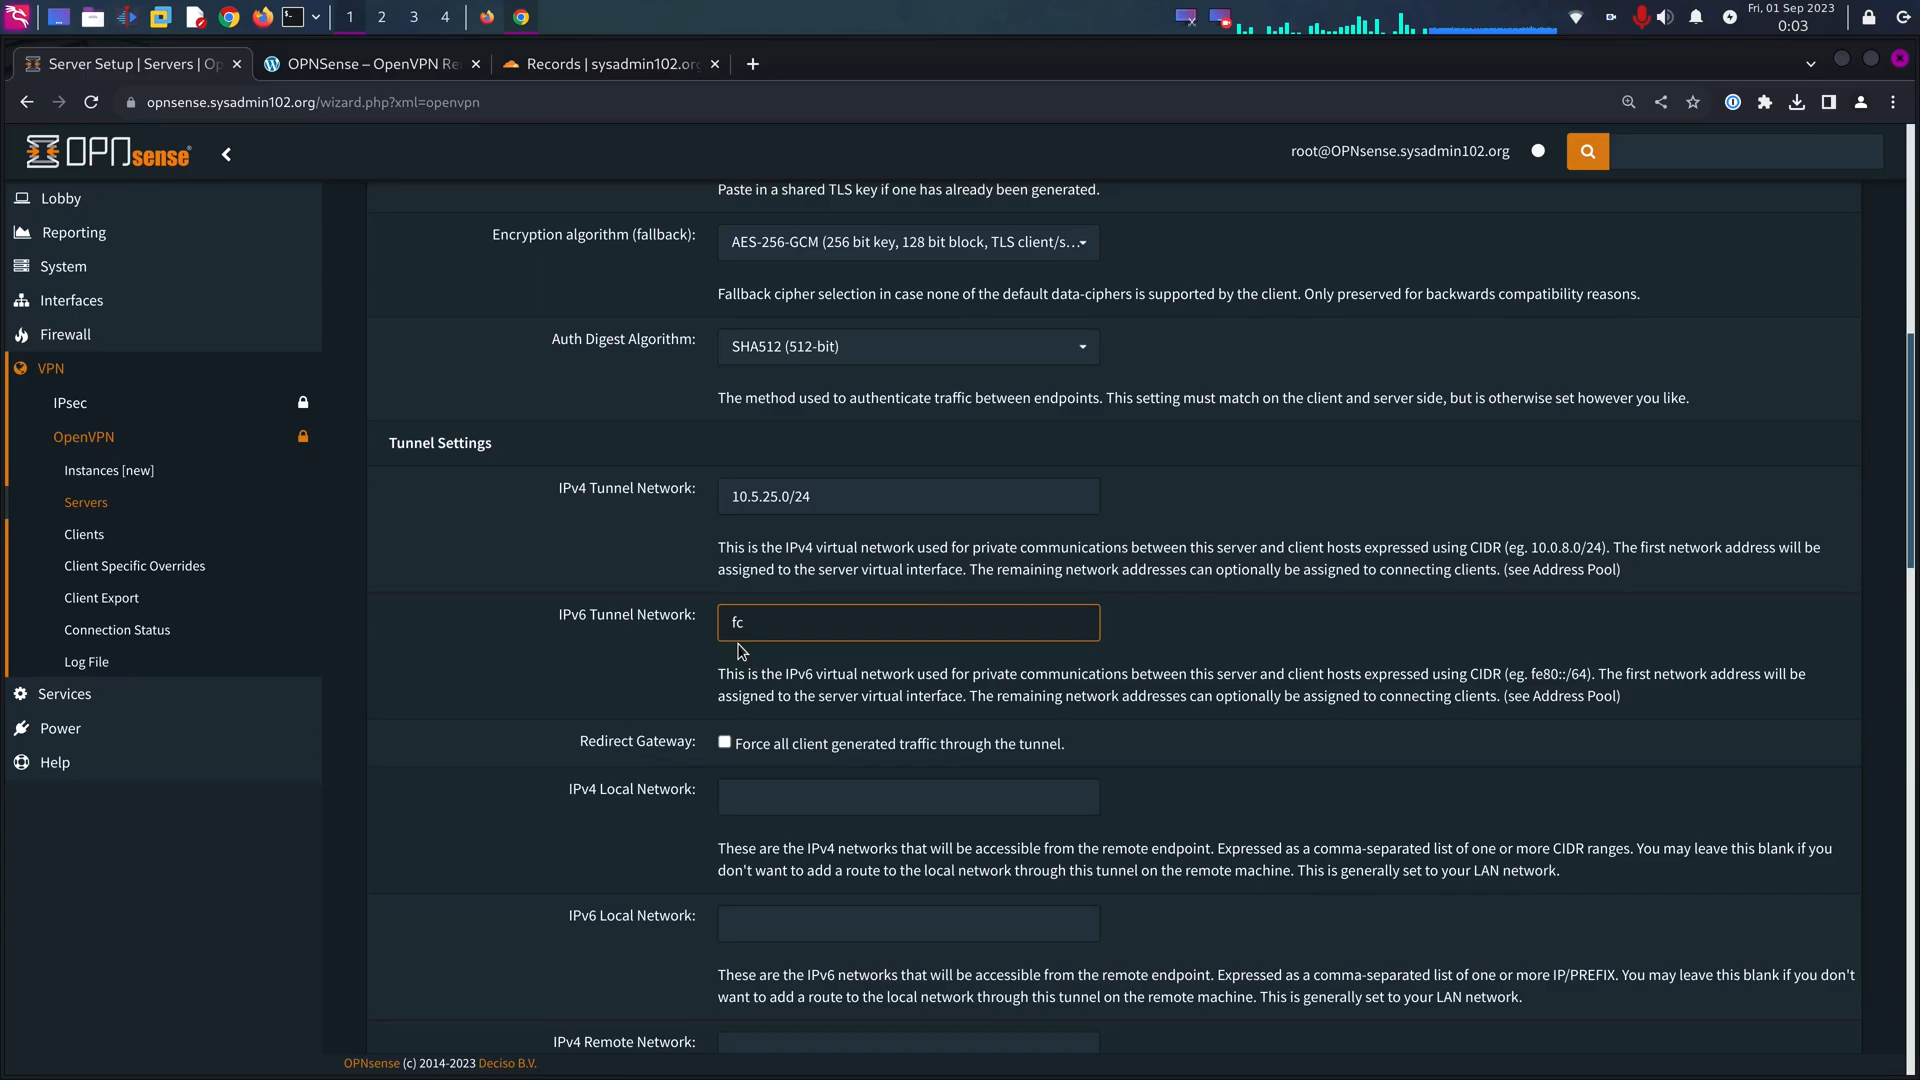 1 2 3 4
Fri, 01 Sep 2023
0:03
Server Setup | Servers | Op
OPNSense – OpenVPN Re
Records | sysadmin102.org
opnsense.sysadmin102.org/wizard.php?xml=openvpn
OPNsense
root@OPNsense.sysadmin102.org
Lobby
Reporting
System
Interfaces
Firewall
VPN
IPsec
OpenVPN
Instances [new]
Servers
Clients
Client Specific Overrides
Client Export
Connection Status
Log File
Services
Power
Help
Paste in a shared TLS key if one has already been generated.
Encryption algorithm (fallback):
AES-256-GCM (256 bit key, 128 bit block, TLS client/s...
Fallback cipher selection in case none of the default data-ciphers is supported by the client. Only preserved for backwards compatibility reasons.
Auth Digest Algorithm:
SHA512 (512-bit)
The method used to authenticate traffic between endpoints. This setting must match on the client and server side, but is otherwise set however you like.
Tunnel Settings
IPv4 Tunnel Network:
10.5.25.0/24
This is the IPv4 virtual network used for private communications between this server and client hosts expressed using CIDR (eg. 10.0.8.0/24). The first network address will be
assigned to the server virtual interface. The remaining network addresses can optionally be assigned to connecting clients. (see Address Pool)
IPv6 Tunnel Network:
fc
This is the IPv6 virtual network used for private communications between this server and client hosts expressed using CIDR (eg. fe80::/64). The first network address will be
assigned to the server virtual interface. The remaining network addresses can optionally be assigned to connecting clients. (see Address Pool)
Redirect Gateway:
Force all client generated traffic through the tunnel.
IPv4 Local Network:
These are the IPv4 networks that will be accessible from the remote endpoint. Expressed as a comma-separated list of one or more CIDR ranges. You may leave this blank if you
don't want to add a route to the local network through this tunnel on the remote machine. This is generally set to your LAN network.
IPv6 Local Network:
These are the IPv6 networks that will be accessible from the remote endpoint. Expressed as a comma-separated list of one or more IP/PREFIX. You may leave this blank if you don't
want to add a route to the local network through this tunnel on the remote machine. This is generally set to your LAN network.
IPv4 Remote Network:
OPNsense (c) 2014-2023 Deciso B.V.